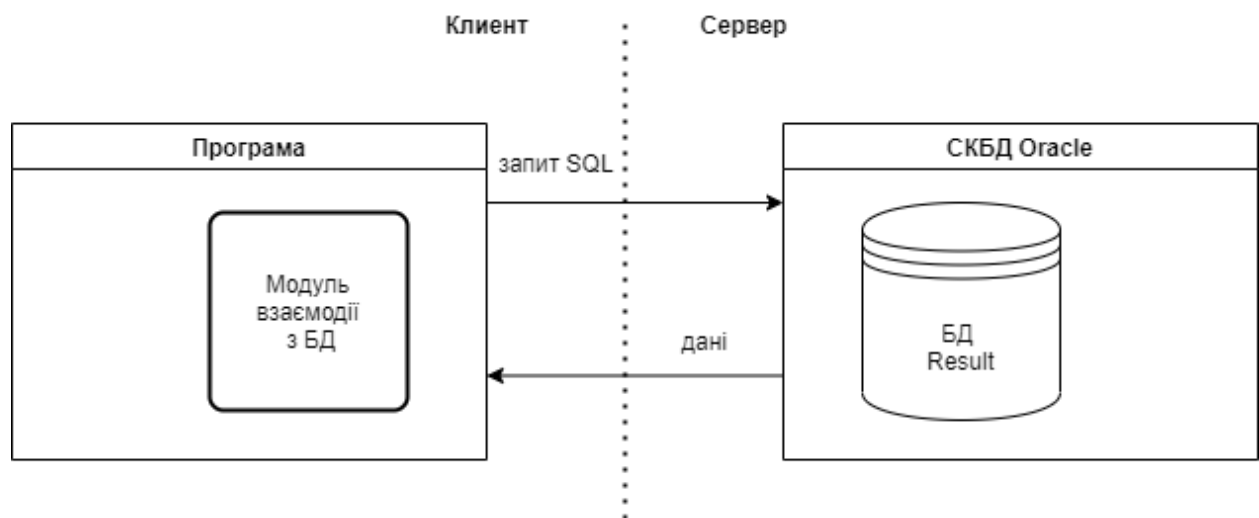 Клиент
Сервер
Програма
СКБД Oracle
запит SQL
Модуль
взаємодії
з БД
БД
Result
дані